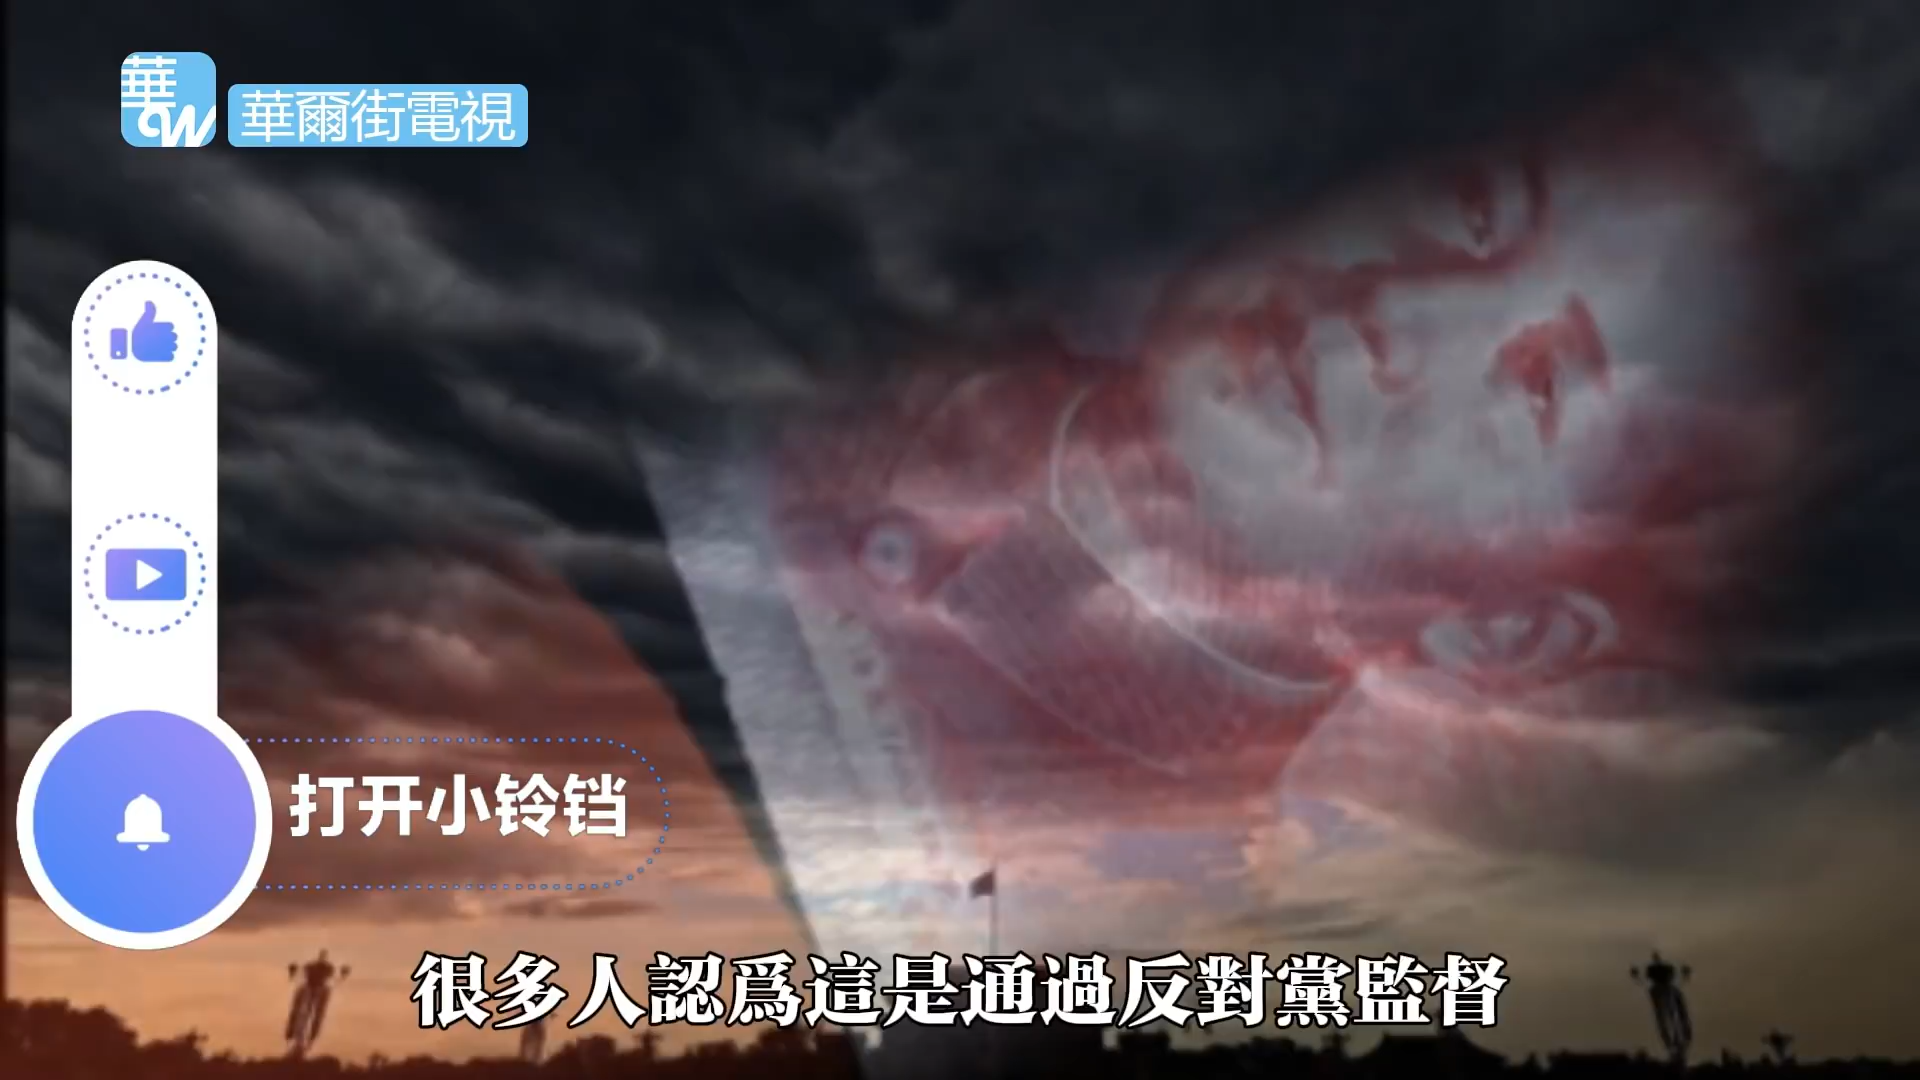 華
華爾街電視
打开小铃铛
很多人認爲這是通過反對黨監督